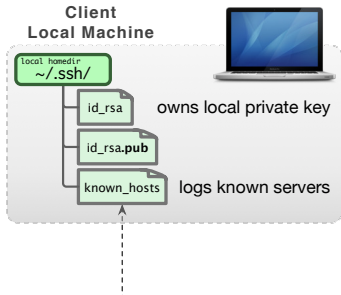 Client
Local Machine
local homedir
~/.ssh/
id_rsa
owns local private key
id_rsa.pub
known_hosts
logs known servers